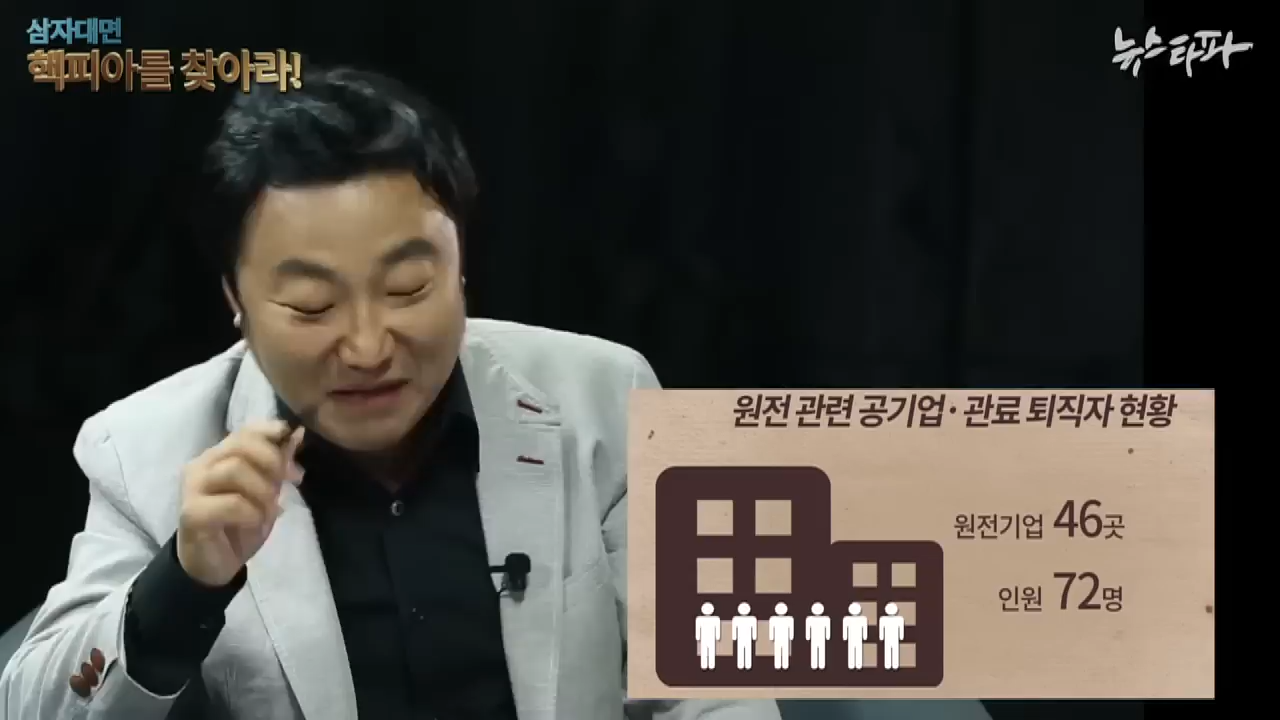 삼자대면
핵피아를 찾아라!
뉴스타파
원전 관련 공기업·관료 퇴직자 현황
원전기업 46곳
인원 72명